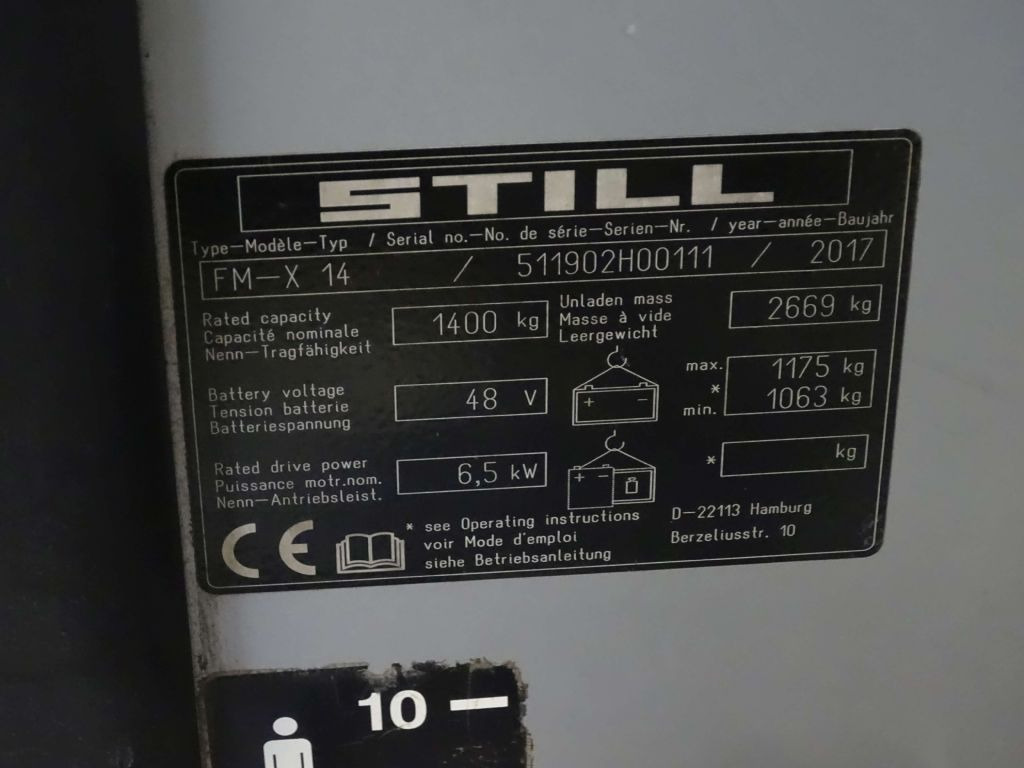 STILL
Type-Modèle-Typ / Serial no.-No. de série-Serien-Nr. / year-année-Baujahr
FM-X 14 / 511902H00111 / 2017
Rated capacity
Capacité nominale
Nenn-Tragfähigkeit
1400 kg
Unladen mass
Masse à vide
Leergewicht
2669 kg
Battery voltage
Tension batterie
Batteriespannung
48 V
+ -
max. 1175 kg
*
min. 1063 kg
Rated drive power
Puissance motr.nom.
Nenn-Antriebsleist.
6,5 kW
+ -
* kg
CE
* see Operating instructions
voir Mode d'emploi
siehe Betriebsanleitung
D-22113 Hamburg
Berzeliusstr. 10
10 –